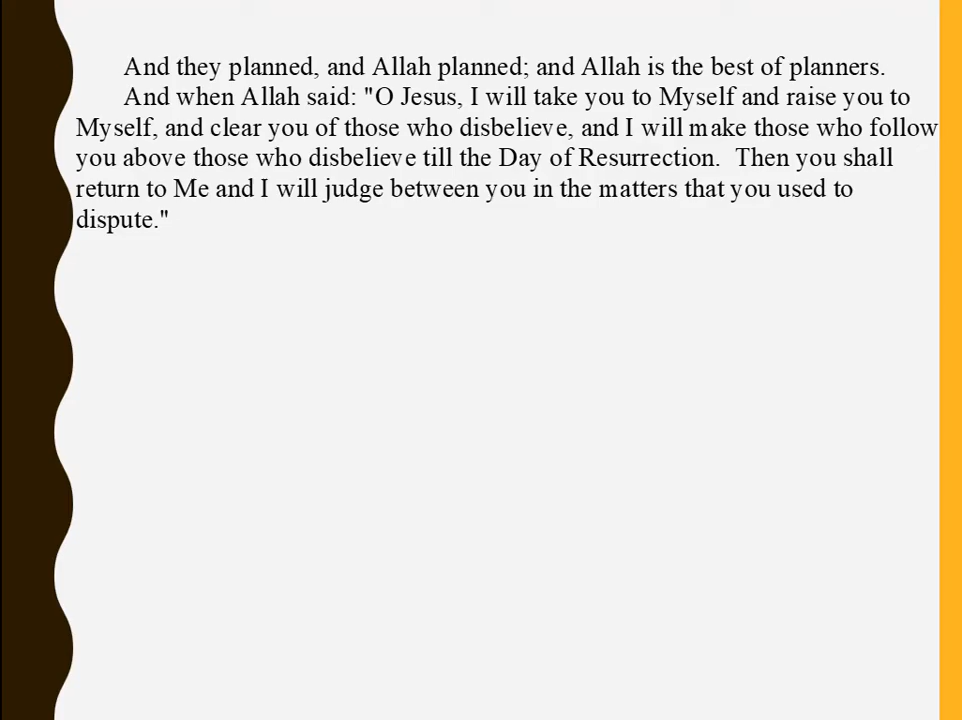 And they planned, and Allah planned; and Allah is the best of planners.
And when Allah said: "O Jesus, I will take you to Myself and raise you to
Myself, and clear you of those who disbelieve, and I will make those who follow
you above those who disbelieve till the Day of Resurrection.  Then you shall
return to Me and I will judge between you in the matters that you used to
dispute."